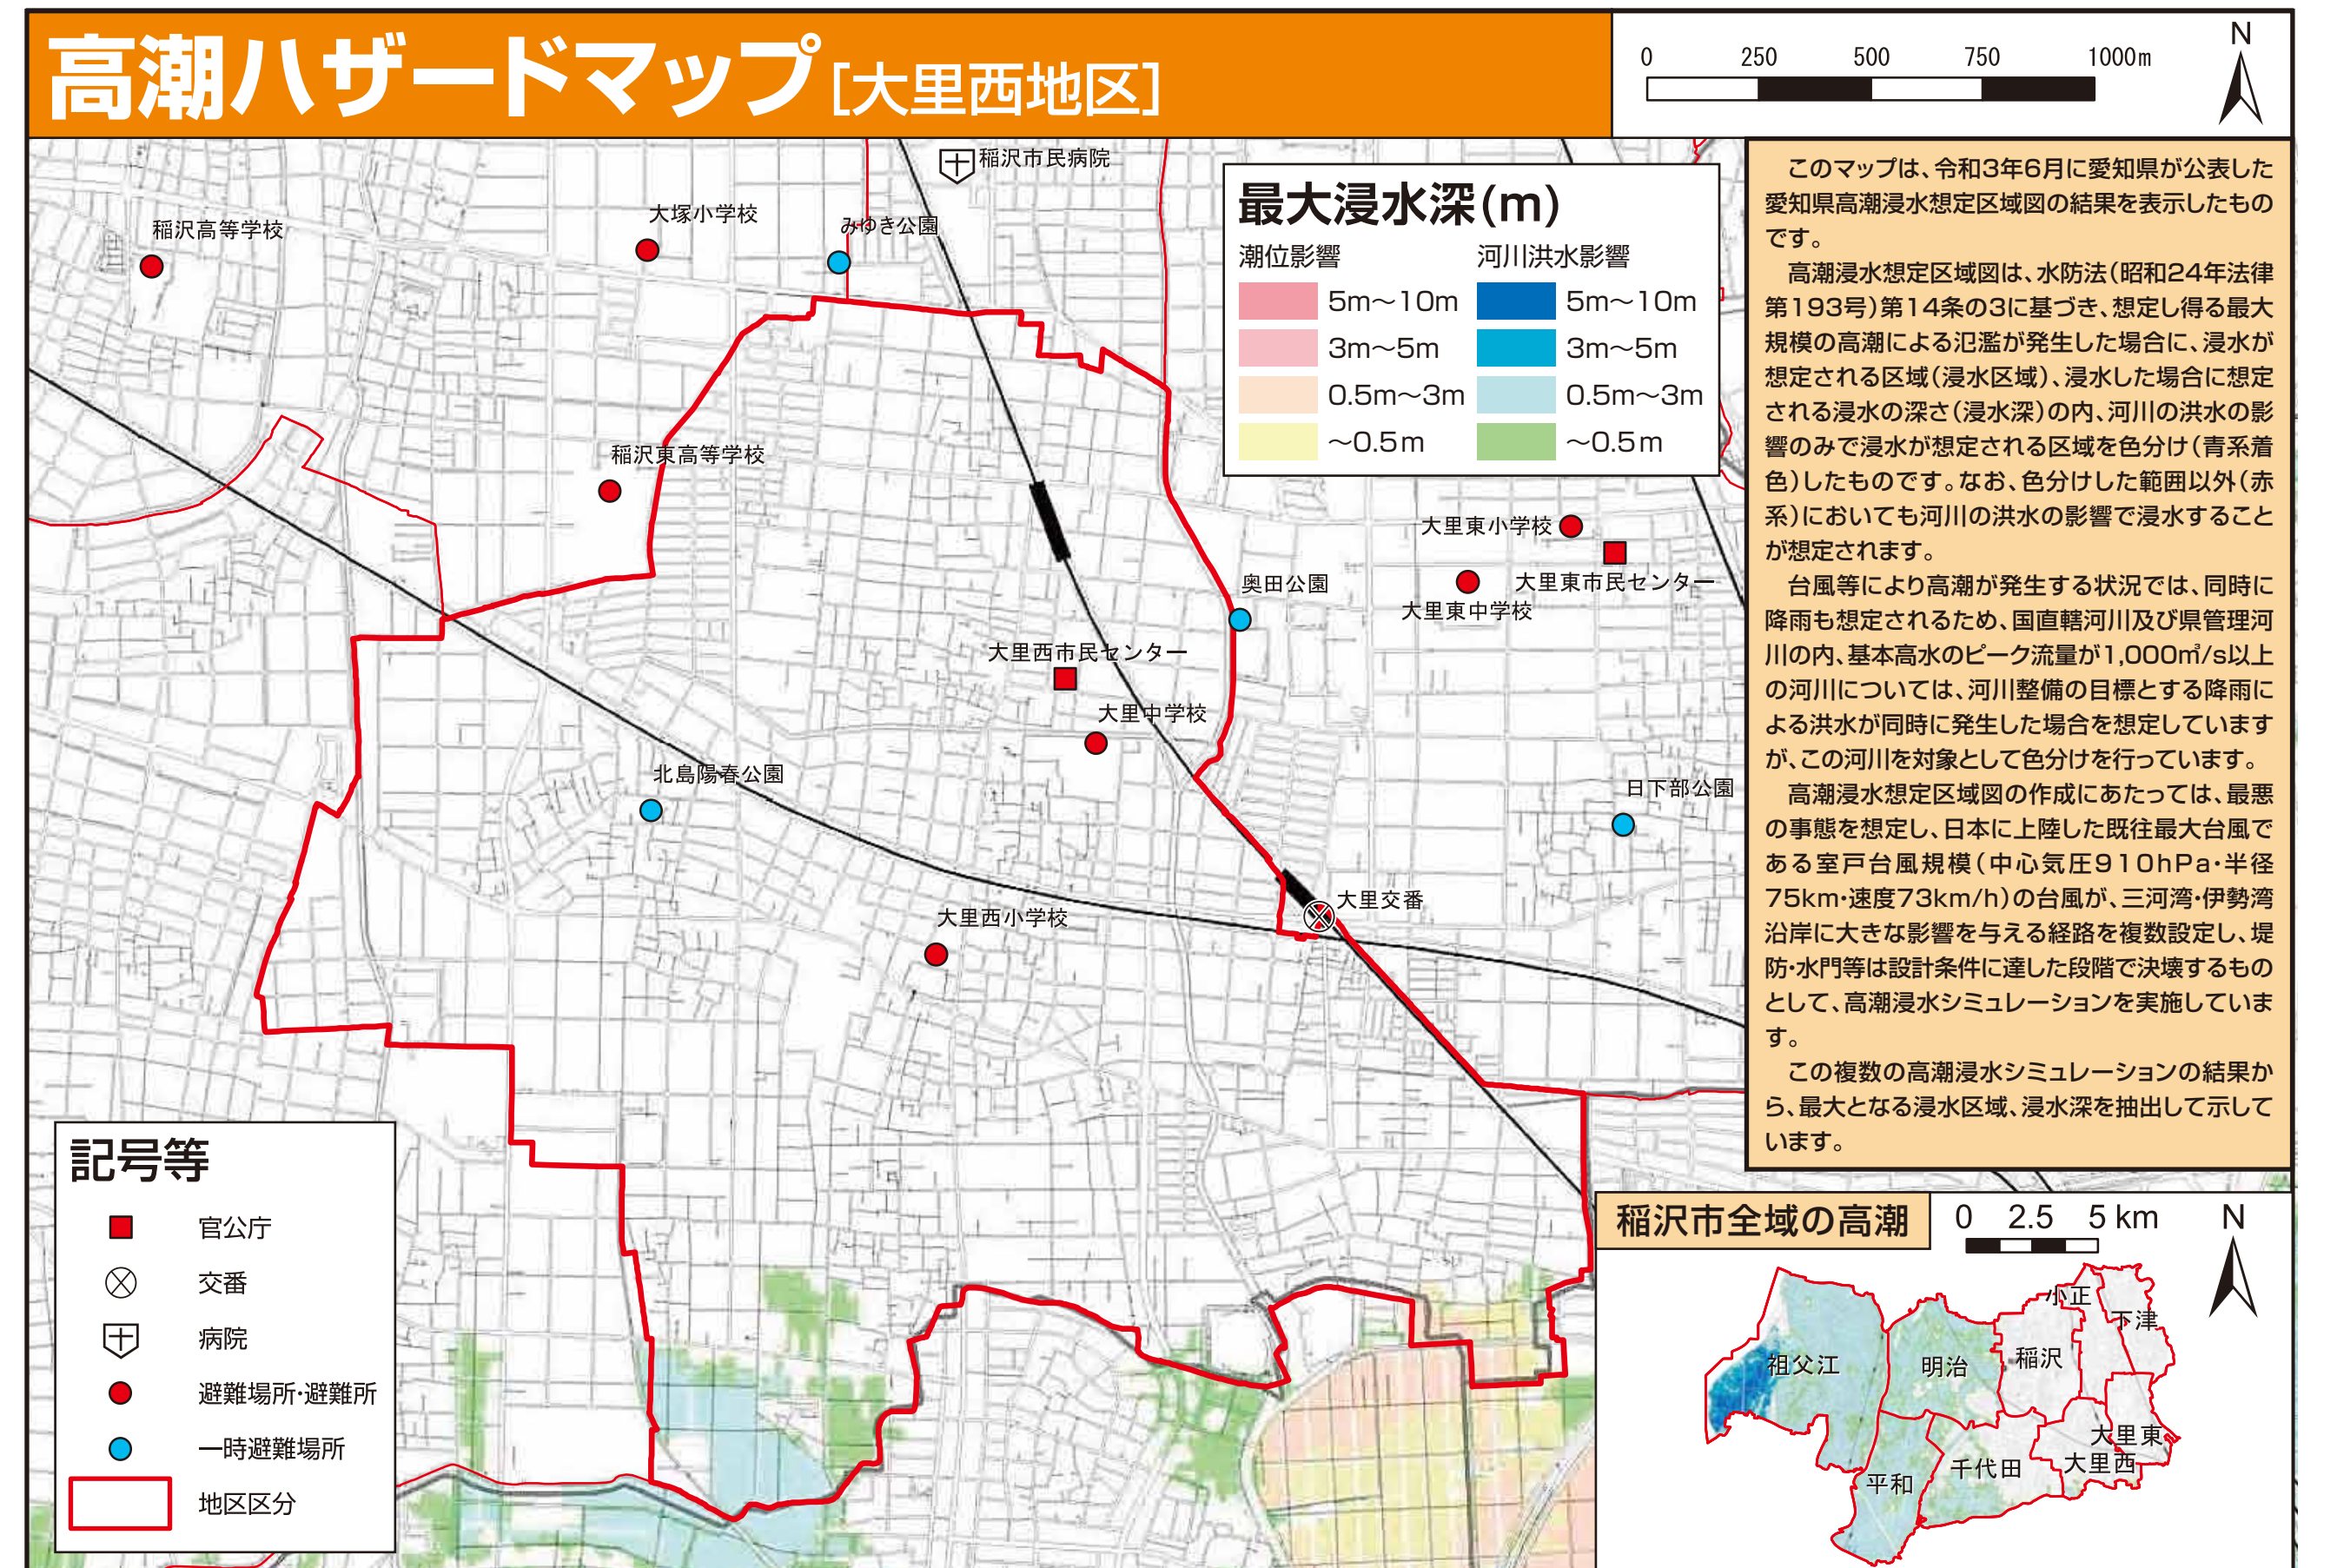 高潮ハザードマップ[大里西地区]
0 250 500 750 1000m
N
稲沢市民病院
稲沢高等学校
大塚小学校
みゆき公園
稲沢東高等学校
奥田公園
大里東小学校
大里東市民センター
大里東中学校
大里西市民センター
大里中学校
北島陽春公園
日下部公園
大里交番
大里西小学校
最大浸水深(m)
潮位影響 河川洪水影響
5m〜10m 5m〜10m
3m〜5m 3m〜5m
0.5m〜3m 0.5m〜3m
〜0.5m 〜0.5m
このマップは、令和3年6月に愛知県が公表した
愛知県高潮浸水想定区域図の結果を表示したもの
です。
高潮浸水想定区域図は、水防法(昭和24年法律
第193号)第14条の3に基づき、想定し得る最大
規模の高潮による氾濫が発生した場合に、浸水が
想定される区域(浸水区域)、浸水した場合に想定
される浸水の深さ(浸水深)の内、河川の洪水の影
響のみで浸水が想定される区域を色分け(青系着
色)したものです。なお、色分けした範囲以外(赤
系)においても河川の洪水の影響で浸水すること
が想定されます。
台風等により高潮が発生する状況では、同時に
降雨も想定されるため、国直轄河川及び県管理河
川の内、基本高水のピーク流量が1,000㎥/s以上
の河川については、河川整備の目標とする降雨に
よる洪水が同時に発生した場合を想定しています
が、この河川を対象として色分けを行っています。
高潮浸水想定区域図の作成にあたっては、最悪
の事態を想定し、日本に上陸した既往最大台風で
ある室戸台風規模(中心気圧910hPa・半径
75km・速度73km/h)の台風が、三河湾・伊勢湾
沿岸に大きな影響を与える経路を複数設定し、堤
防・水門等は設計条件に達した段階で決壊するもの
として、高潮浸水シミュレーションを実施していま
す。
この複数の高潮浸水シミュレーションの結果か
ら、最大となる浸水区域、浸水深を抽出して示して
います。
記号等
官公庁
交番
病院
避難場所・避難所
一時避難場所
地区区分
稲沢市全域の高潮
0 2.5 5 km
N
小正
下津
稲沢
祖父江
明治
大里東
大里西
千代田
平和